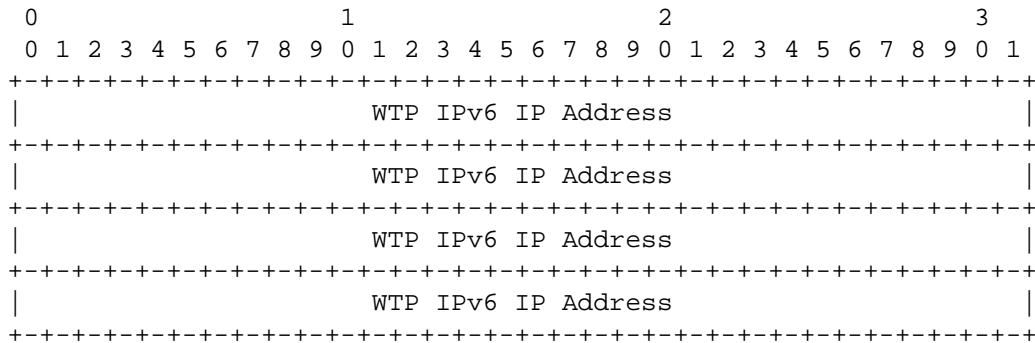 0                   1                   2                   3
 0 1 2 3 4 5 6 7 8 9 0 1 2 3 4 5 6 7 8 9 0 1 2 3 4 5 6 7 8 9 0 1
+-+-+-+-+-+-+-+-+-+-+-+-+-+-+-+-+-+-+-+-+-+-+-+-+-+-+-+-+-+-+-+-+
|                      WTP IPv6 IP Address                      |
+-+-+-+-+-+-+-+-+-+-+-+-+-+-+-+-+-+-+-+-+-+-+-+-+-+-+-+-+-+-+-+-+
|                      WTP IPv6 IP Address                      |
+-+-+-+-+-+-+-+-+-+-+-+-+-+-+-+-+-+-+-+-+-+-+-+-+-+-+-+-+-+-+-+-+
|                      WTP IPv6 IP Address                      |
+-+-+-+-+-+-+-+-+-+-+-+-+-+-+-+-+-+-+-+-+-+-+-+-+-+-+-+-+-+-+-+-+
|                      WTP IPv6 IP Address                      |
+-+-+-+-+-+-+-+-+-+-+-+-+-+-+-+-+-+-+-+-+-+-+-+-+-+-+-+-+-+-+-+-+